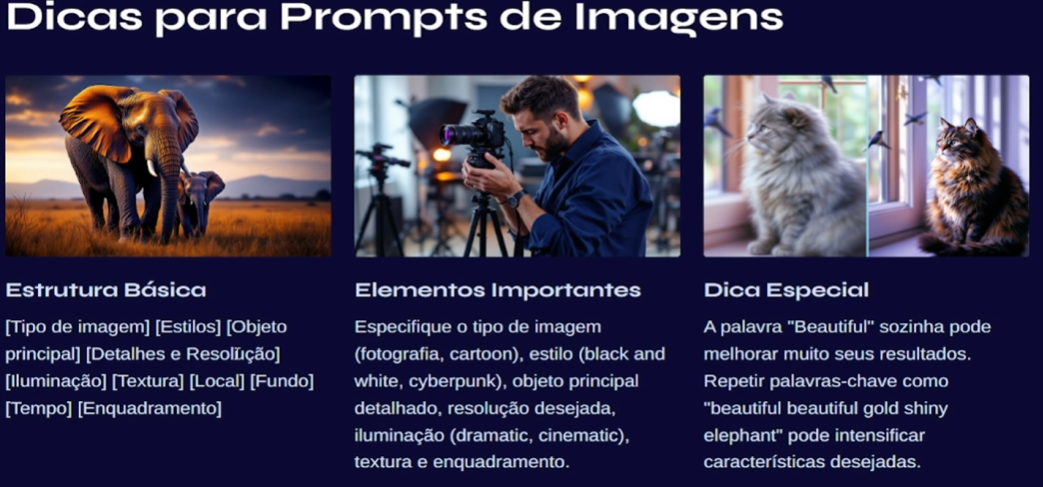 Dicas para Prompts de Imagens
Estrutura Básica
[Tipo de imagem] [Estilos] [Objeto
principal] [Detalhes e Resolução]
[Iluminação] [Textura] [Local] [Fundo]
[Tempo] [Enquadramento]
Elementos Importantes
Especifique o tipo de imagem
(fotografia, cartoon), estilo (black and
white, cyberpunk), objeto principal
detalhado, resolução desejada,
iluminação (dramatic, cinematic),
textura e enquadramento.
Dica Especial
A palavra "Beautiful" sozinha pode
melhorar muito seus resultados.
Repetir palavras-chave como
"beautiful beautiful gold shiny
elephant" pode intensificar
características desejadas.